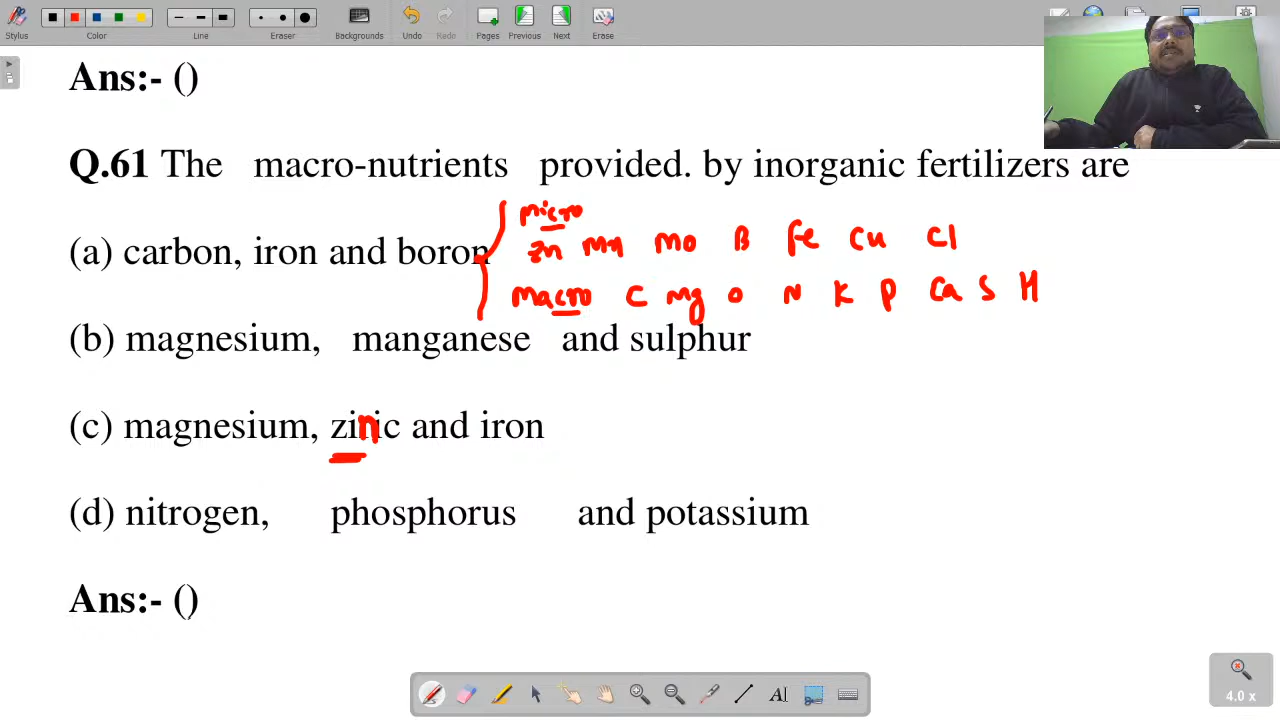 Stylus Color Line Eraser Backgrounds Undo Redo Pages Previous Next Erase
Ans:- ()
Q.61 The macro-nutrients provided. by inorganic fertilizers are
micro
(a) carbon, iron and boron zn mn mo B Fe Cu Cl
macro C mg O N K P Ca S H
(b) magnesium, manganese and sulphur
(c) magnesium, zinic and iron
(d) nitrogen, phosphorus and potassium
Ans:- ()
AI
4.0 x